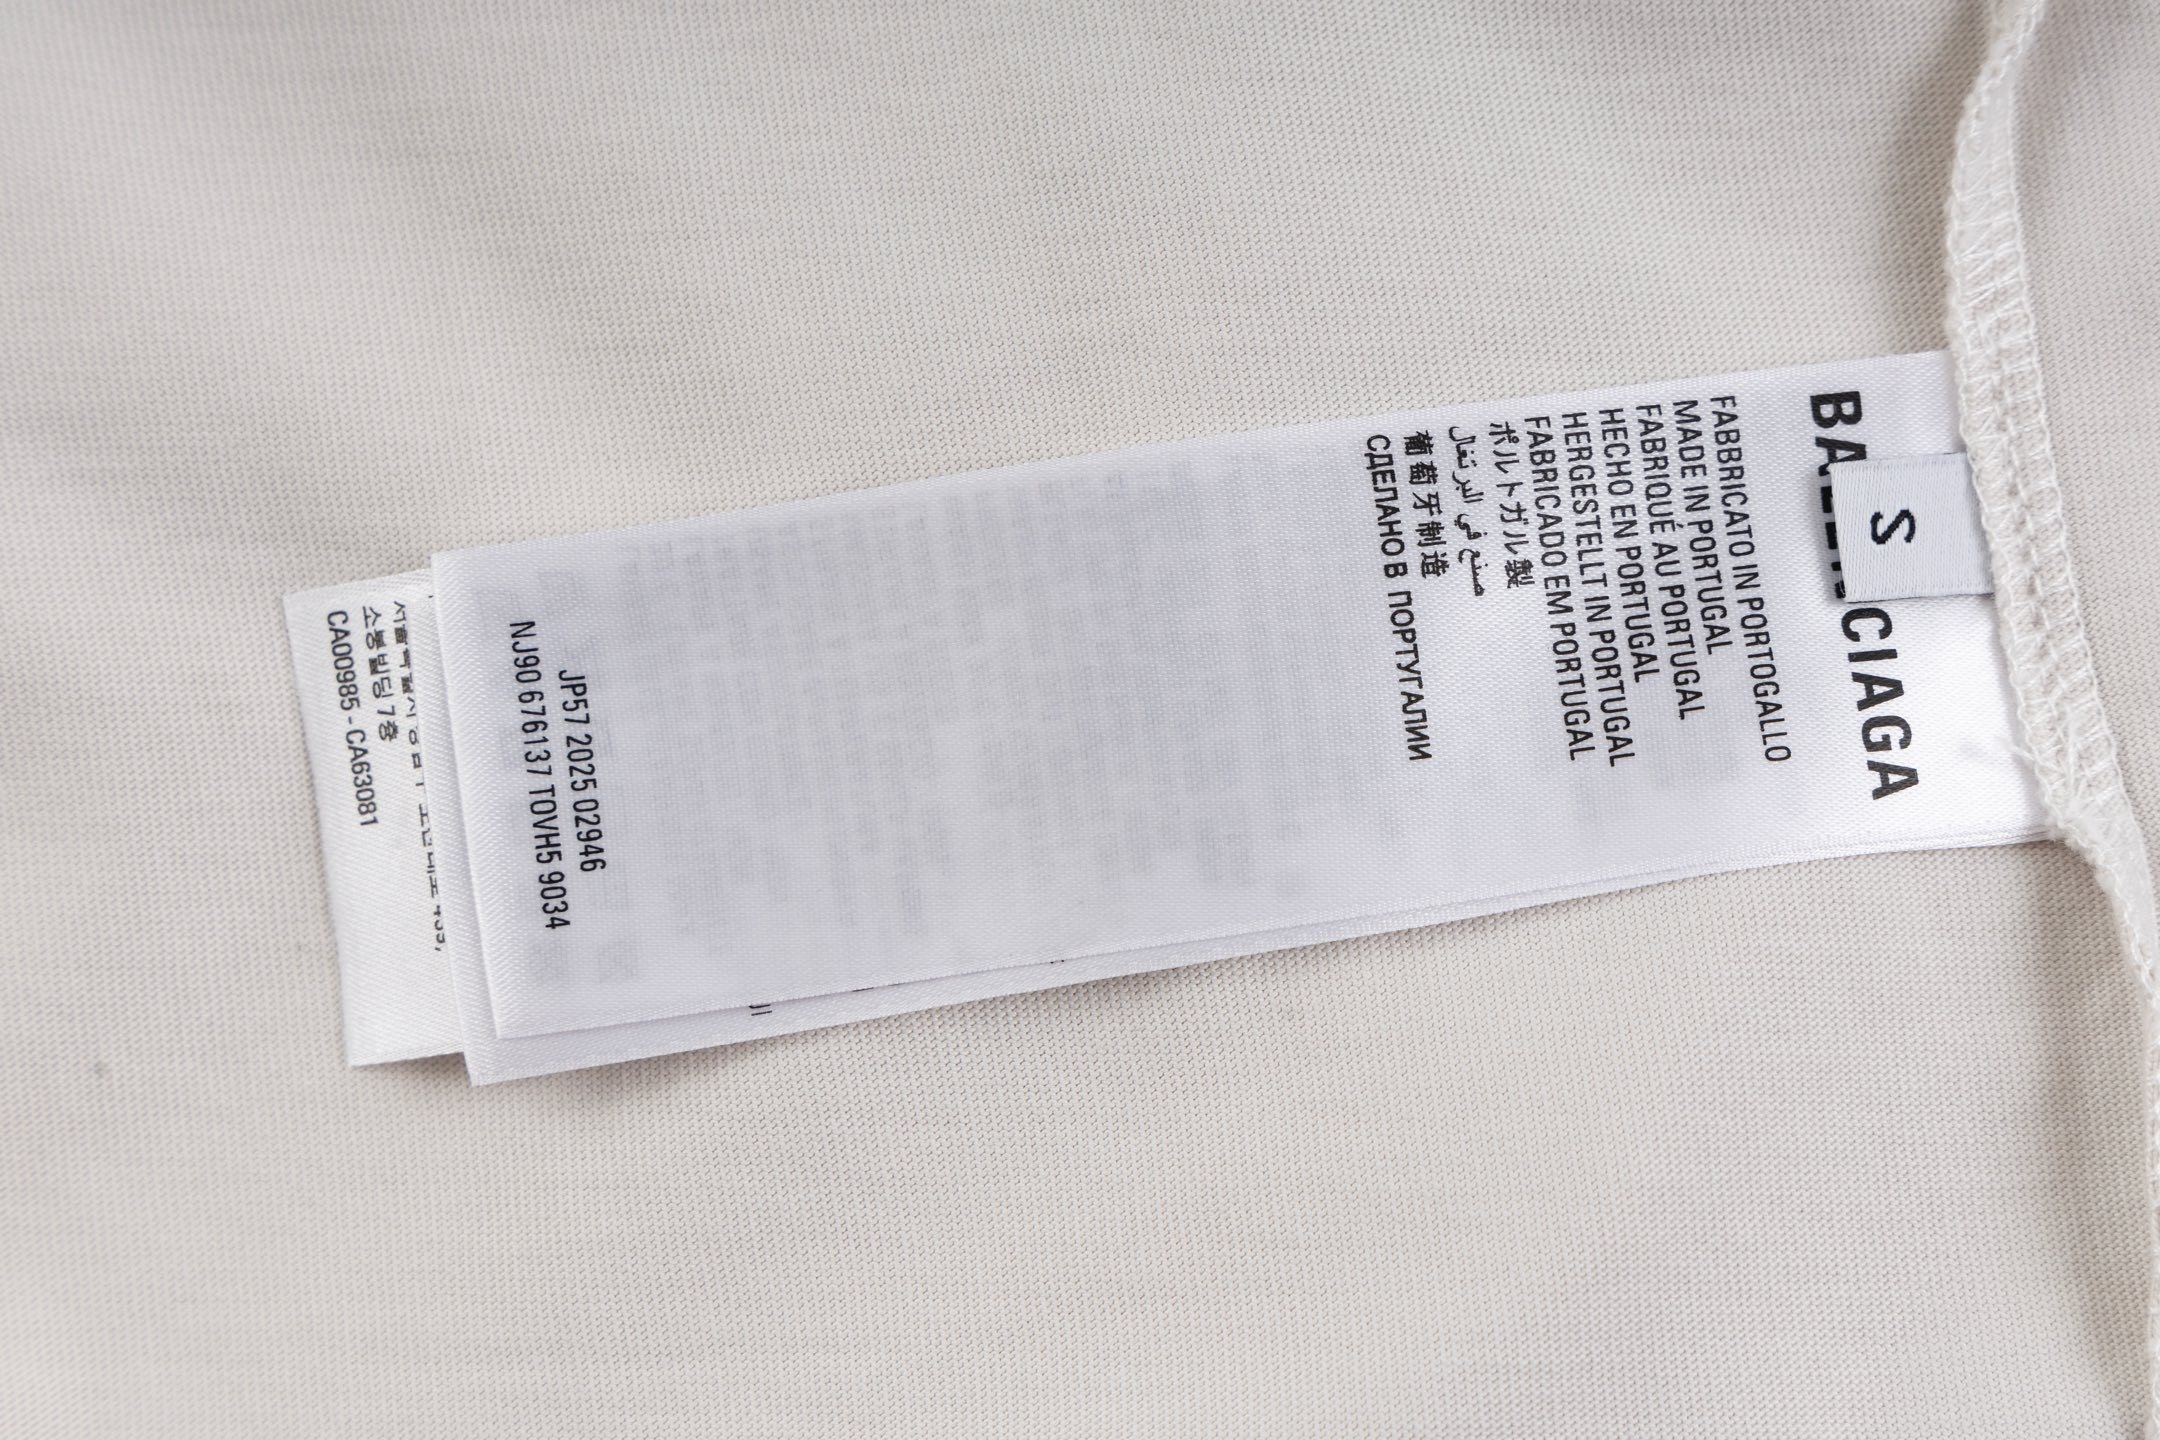 BALENCIAGA
S
FABBRICATO IN PORTOGALLO
MADE IN PORTUGAL
FABRIQUÉ AU PORTUGAL
HECHO EN PORTUGAL
HERGESTELLT IN PORTUGAL
FABRICADO EM PORTUGAL
ポルトガル製
صنع في البرتغال
葡萄牙制造
СДЕЛАНО В ПОРТУГАЛИИ
JP57 2025 02946
NJ90 676137 TOVH5 9034
소봉빌딩 7층
CA00985 - CA63081